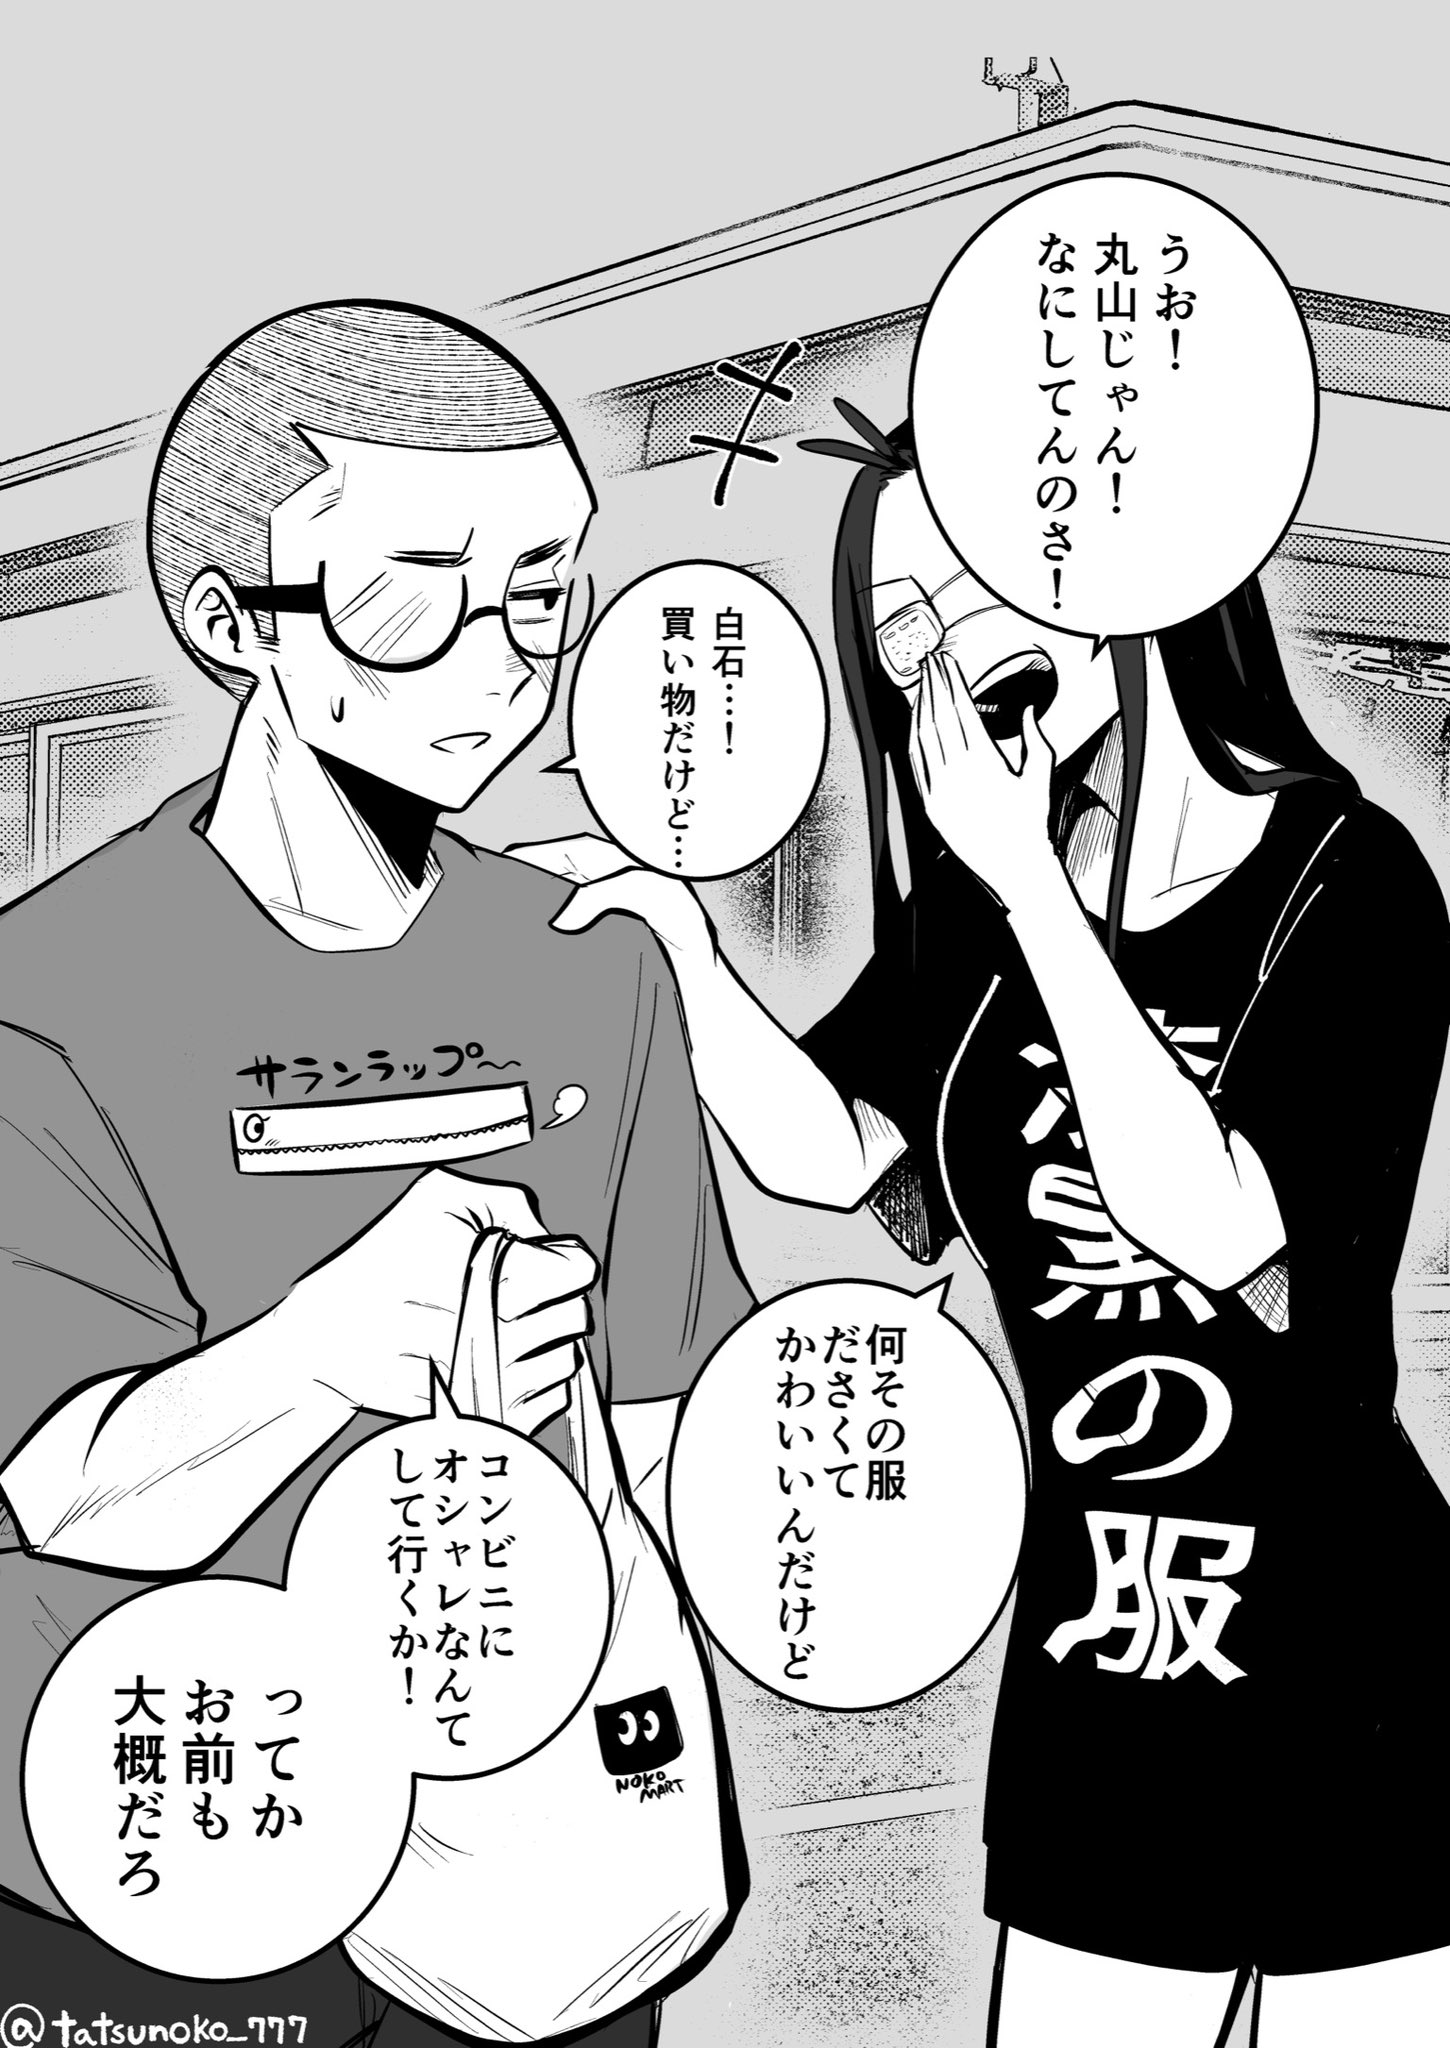 うお！
丸山じゃん！
なにしてんのさ！
白石…！
買い物だけど…
何その服
ださくて
かわいいんだけど
コンビニに
オシャレなんて
して行くか！
ってか
お前も
大概だろ
サランラップ〜
黒の服
NOKO
MART
@tatsunoko_777